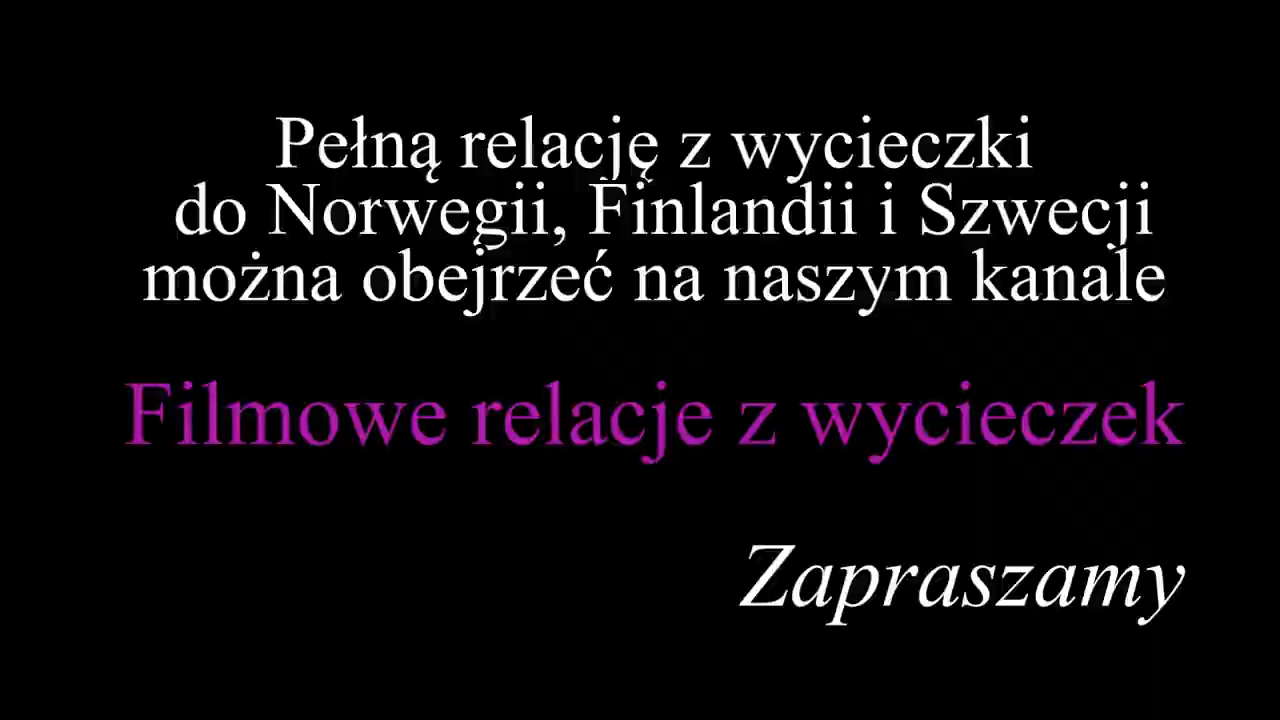 Pełną relację z wycieczki
do Norwegii, Finlandii i Szwecji
można obejrzeć na naszym kanale
Filmowe relacje z wycieczek
Zapraszamy